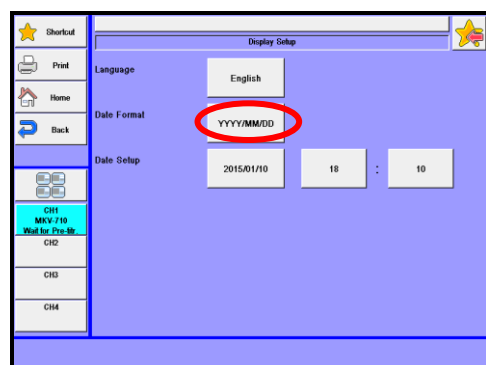 Shortcut
Print
Home
Back
CH1
MKV-710
Wait for Pre-Mr.
CH2
CH3
CH4
Display Setup
Language
English
Date Format
YYYY/MM/DD
Date Setup
2015/01/10 18 : 10